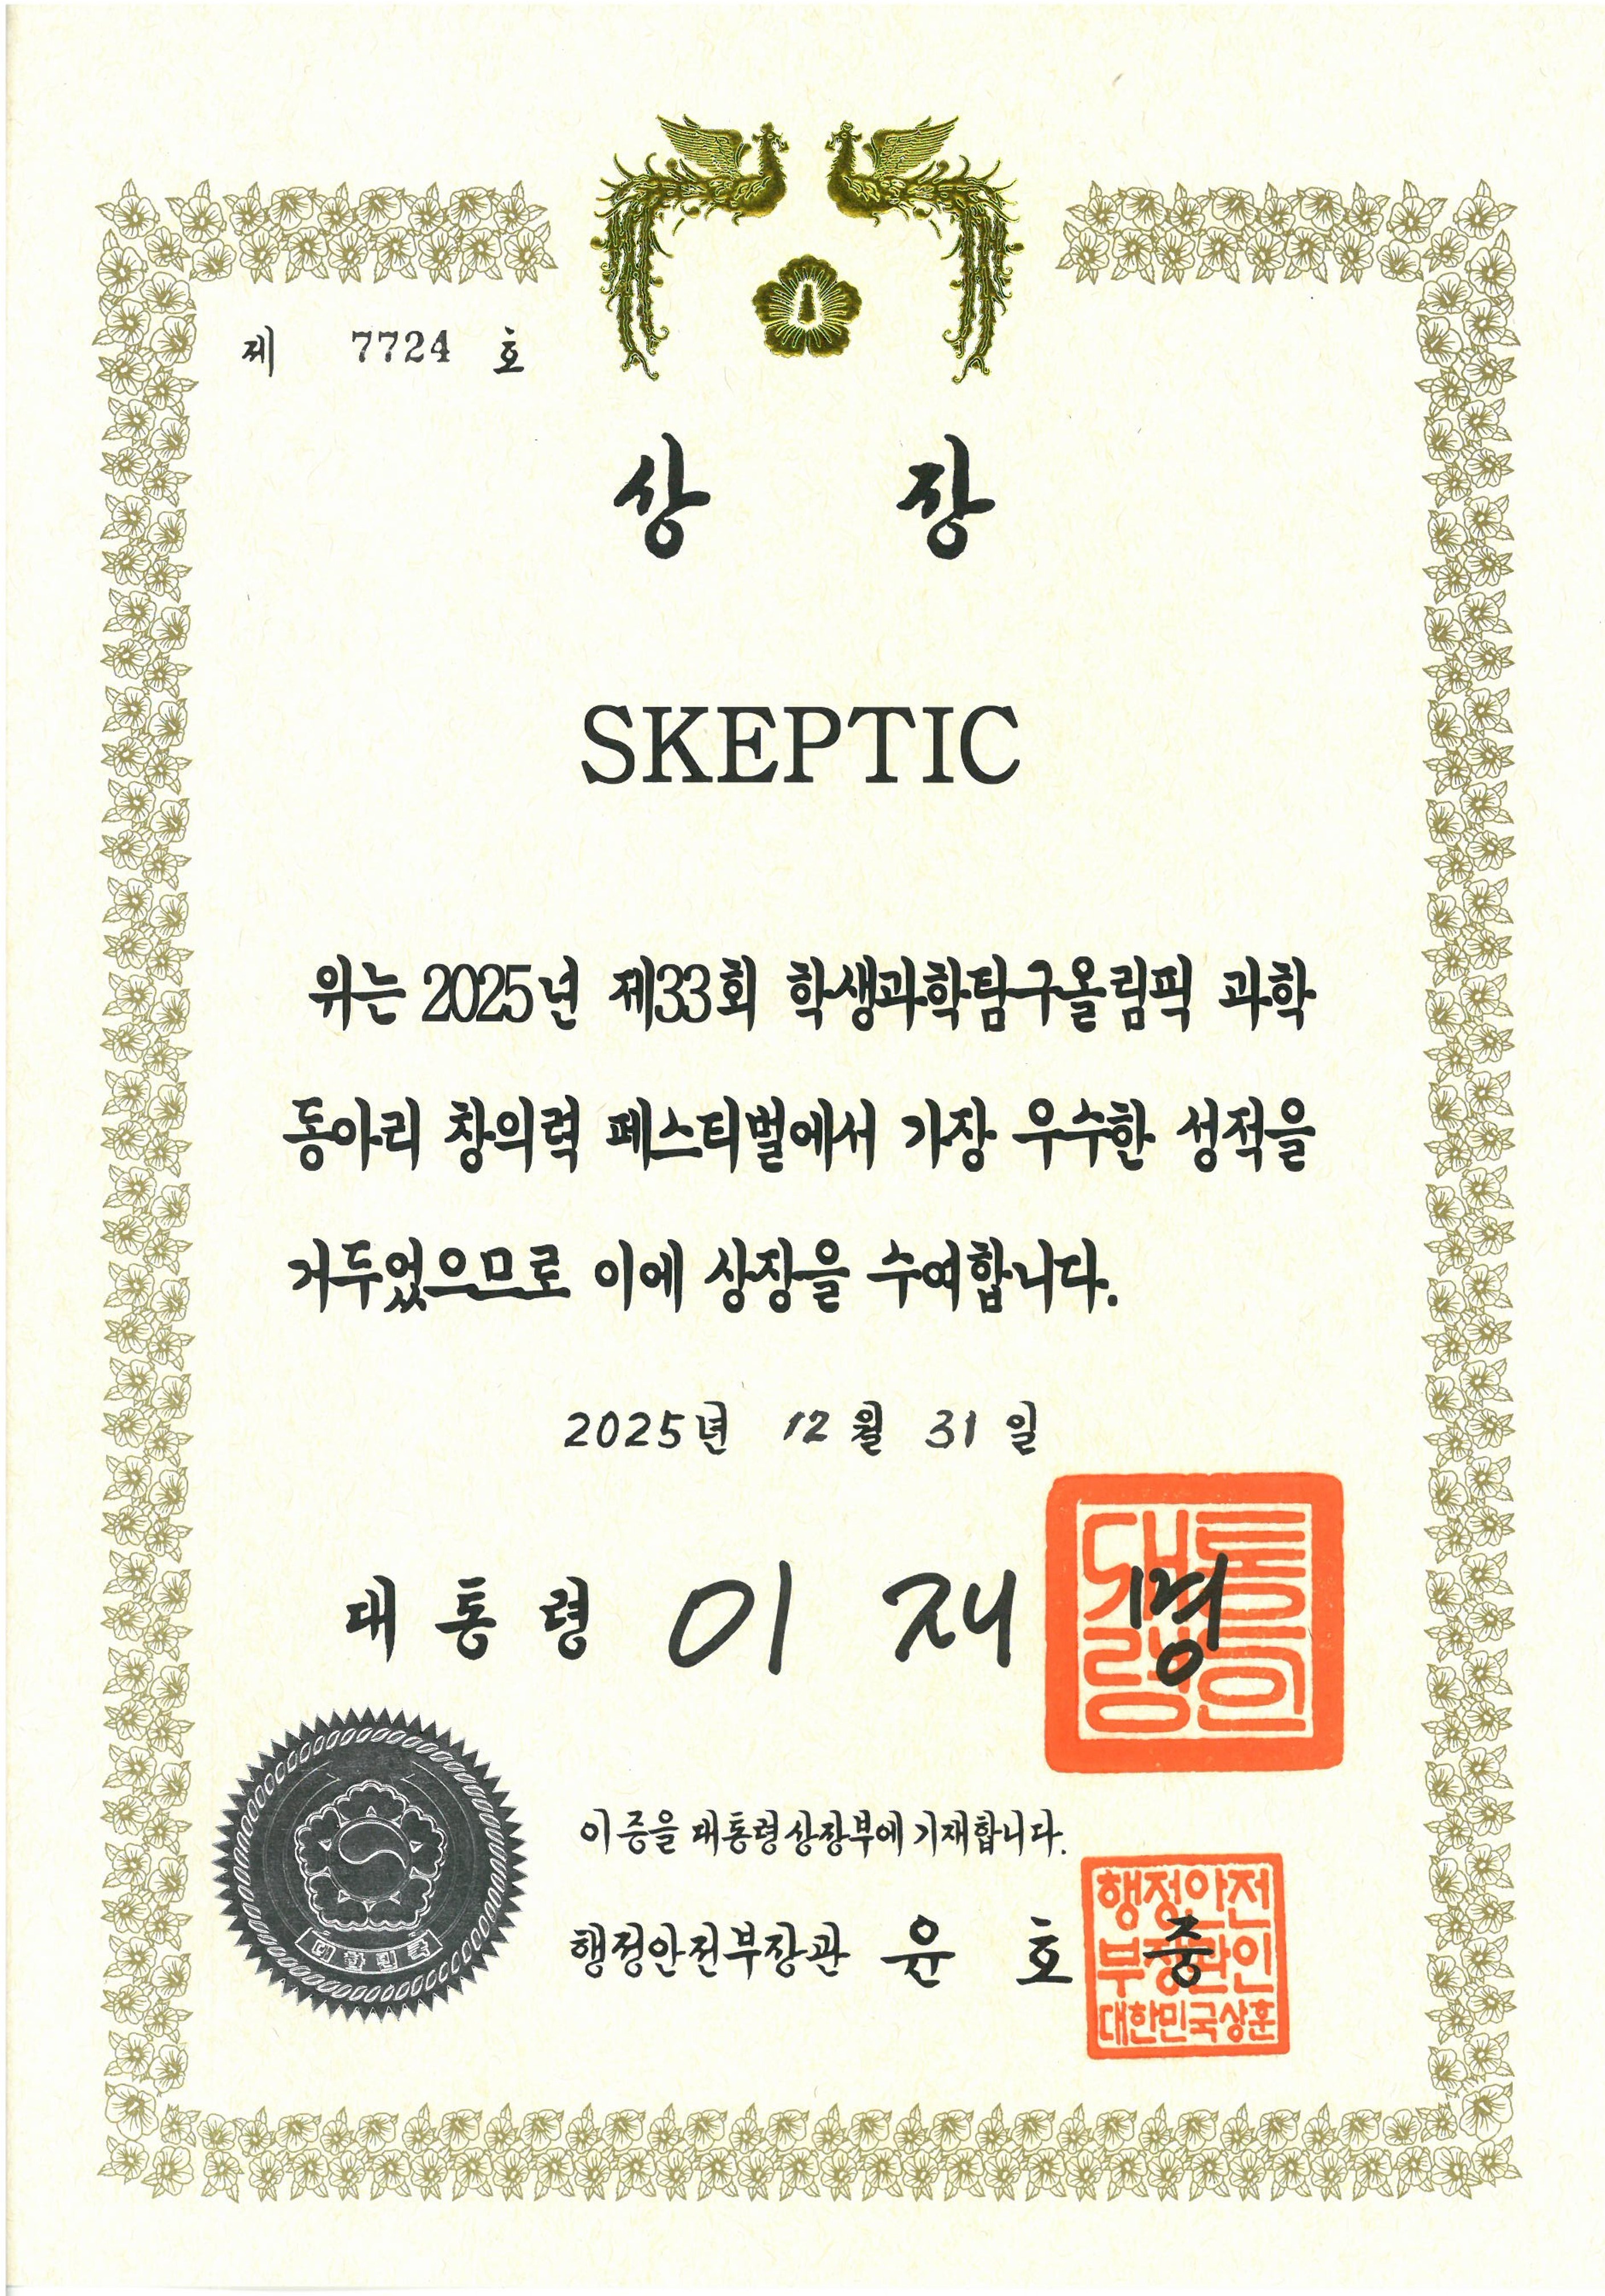 제 7724 호
상 장
SKEPTIC
위는 2025년 제33회 학생과학탐구올림픽 과학
동아리 창의력 페스티벌에서 가장 우수한 성적을
거두었으므로 이에 상장을 수여합니다.
2025년 12월 31일
대통령 이재명
대통령인
이 증을 대통령상장부에 기재합니다.
행정안전부장관 윤호중
행정안전
부장관인
대한민국상훈
대한민국